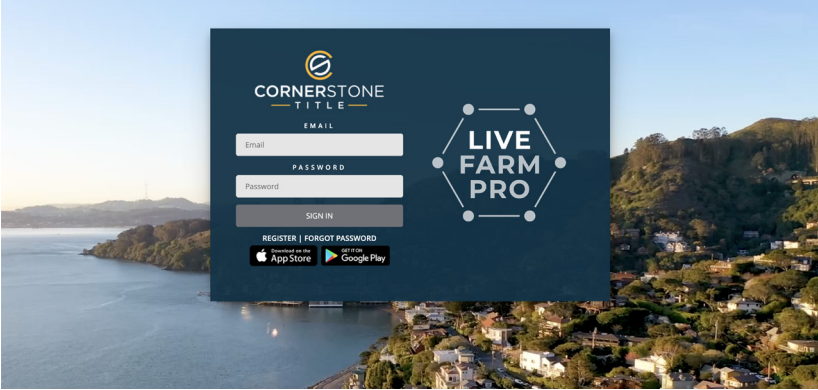 CORNERSTONE
TITLE
EMAIL
Email
PASSWORD
Password
SIGN IN
REGISTER | FORGOT PASSWORD
Download on the
App Store
GET IT ON
Google Play
LIVE
FARM
PRO